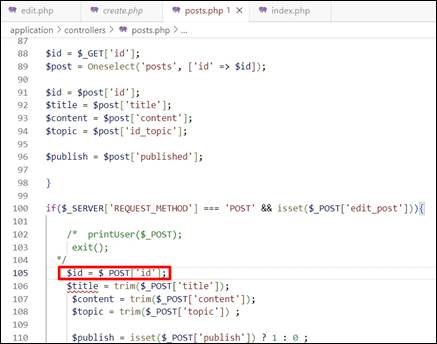 edit.php create.php posts.php 1 × index.php
application > controllers > posts.php > ...
87
88 $id = $_GET['id'];
89 $post = Oneselect('posts', ['id' => $id]);
90
91 $id = $post['id'];
92 $title = $post['title'];
93 $content = $post['content'];
94 $topic = $post['id_topic'];
95
96 $publish = $post['published'];
97
98 }
99
100 if($_SERVER['REQUEST_METHOD'] === 'POST' && isset($_POST['edit_post'])){
101
102 /* printUser($_POST);
103 exit();
104 */
105 $id = $ POST['id'];
106 $title = trim($_POST['title']);
107 $content = trim($_POST['content']);
108 $topic = trim($_POST['topic']) ;
109
110 $publish = isset($_POST['publish']) ? 1 : 0 ;